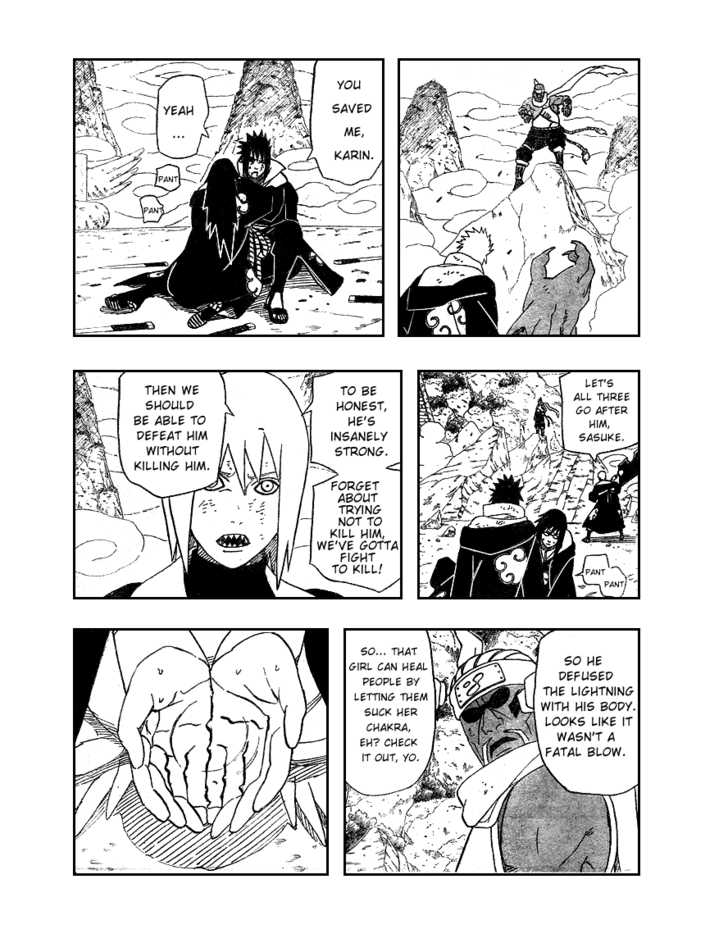 YOU
SAVED
ME,
KARIN.
YEAH
...
PANT
PANT
LET'S
ALL THREE
GO AFTER
HIM,
SASUKE.
PANT
PANT
TO BE
HONEST,
HE'S
INSANELY
STRONG.
FORGET
ABOUT
TRYING
NOT TO
KILL HIM,
WE'VE GOTTA
FIGHT
TO KILL!
THEN WE
SHOULD
BE ABLE TO
DEFEAT HIM
WITHOUT
KILLING HIM.
SO HE
DEFUSED
THE LIGHTNING
WITH HIS BODY.
LOOKS LIKE IT
WASN'T A
FATAL BLOW.
SO... THAT
GIRL CAN HEAL
PEOPLE BY
LETTING THEM
SUCK HER
CHAKRA,
EH? CHECK
IT OUT, YO.